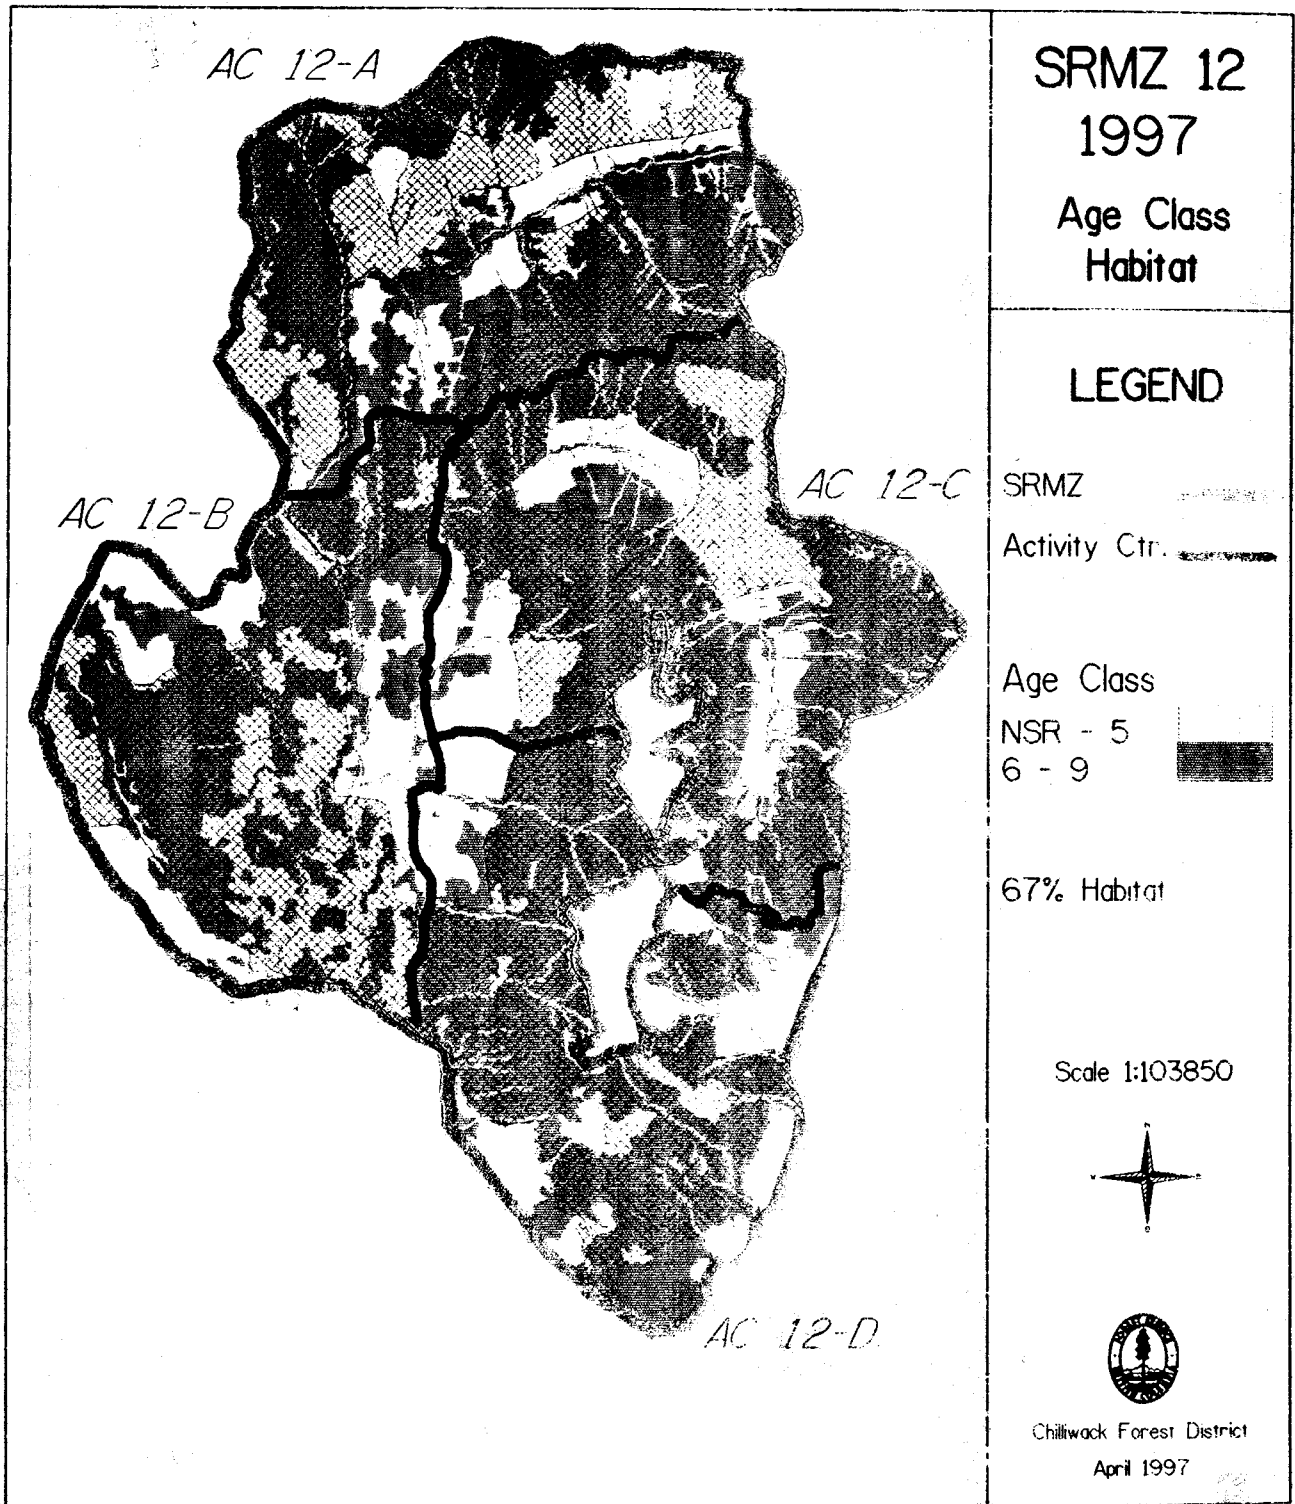 AC 12-A
AC 12-B
AC 12-C
AC 12-D
SRMZ 12
1997
Age Class
Habitat
LEGEND
SRMZ
Activity Ctr.
Age Class
NSR - 5
6 - 9
67% Habitat
Scale 1:103850
Chilliwack Forest District
April 1997